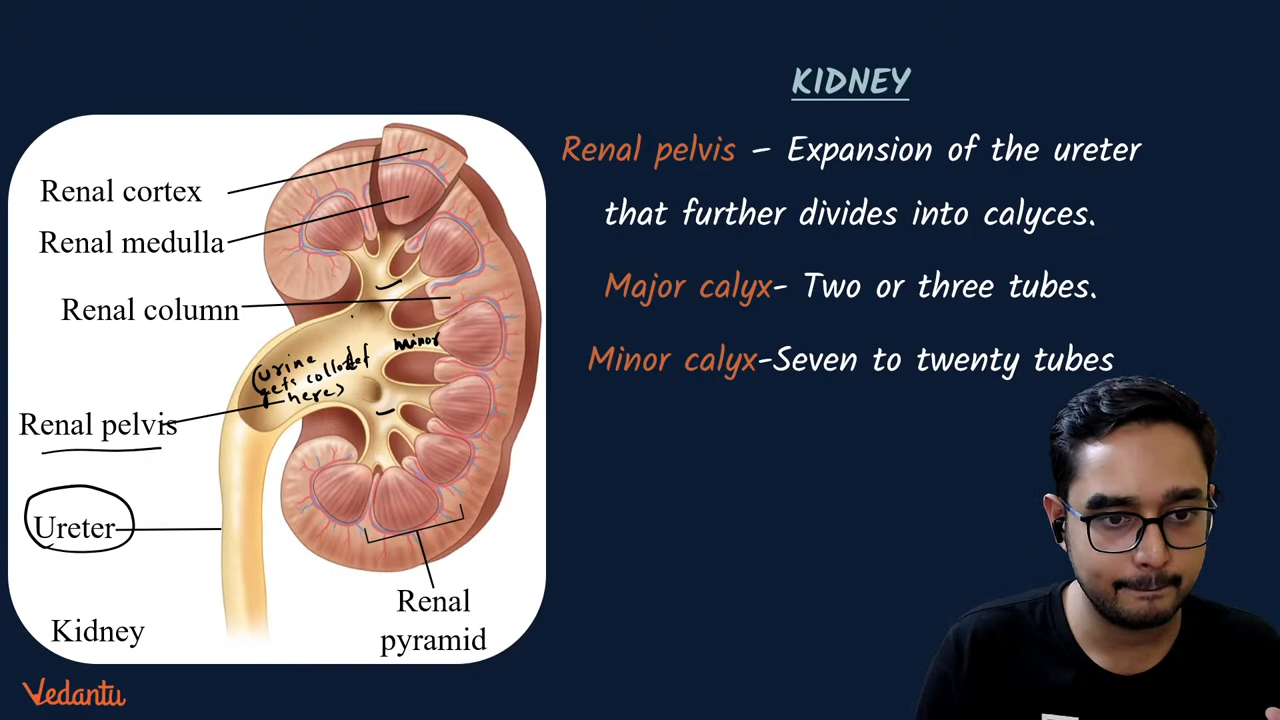 KIDNEY
Renal pelvis – Expansion of the ureter
that further divides into calyces.
Major calyx- Two or three tubes.
Minor calyx-Seven to twenty tubes
Renal cortex
Renal medulla
Renal column
minor
(urine
gets
here)
Renal pelvis
Ureter
Renal
pyramid
Kidney
Vedantu